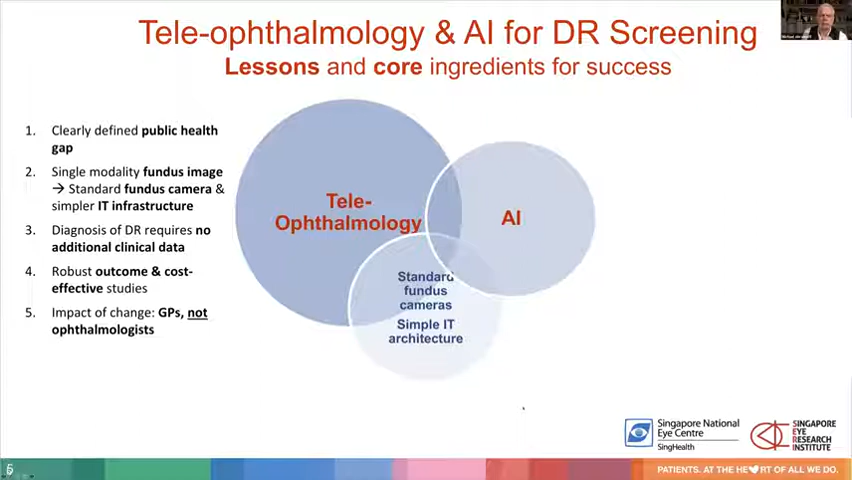 Tele-ophthalmology & AI for DR Screening
Lessons and core ingredients for success
1. Clearly defined public health
gap
2. Single modality fundus image
→ Standard fundus camera &
simpler IT infrastructure
3. Diagnosis of DR requires no
additional clinical data
4. Robust outcome & cost-
effective studies
5. Impact of change: GPs, not
ophthalmologists
Tele-
Ophthalmology
AI
Standard
fundus
cameras
Simple IT
architecture
Singapore National
Eye Centre
SingHealth
SINGAPORE
EYE
RESEARCH
INSTITUTE
PATIENTS. AT THE HE RT OF ALL WE DO.